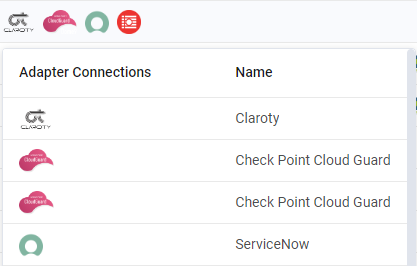 CLAROTY CloudGuard
Adapter Connections Name
CLAROTY Claroty
CloudGuard Check Point Cloud Guard
CloudGuard Check Point Cloud Guard
ServiceNow